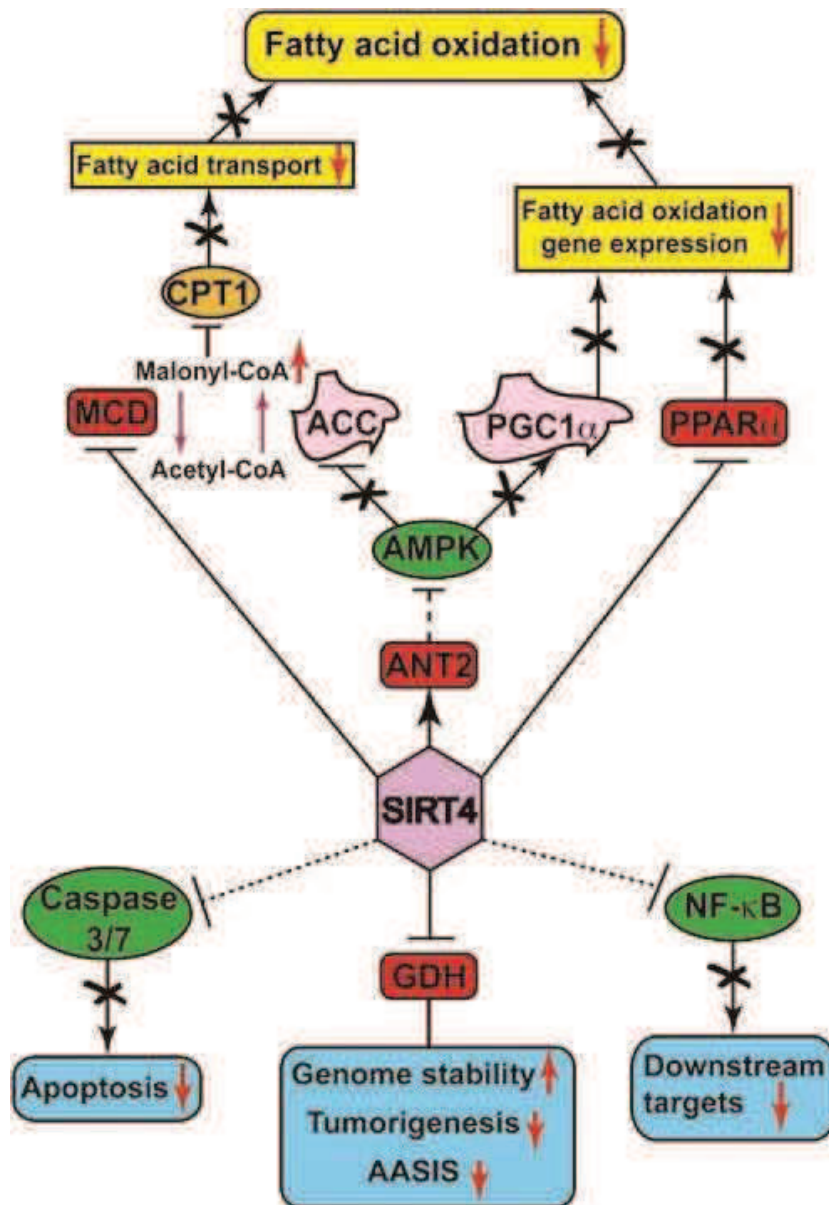 Fatty acid oxidation
Fatty acid transport
Fatty acid oxidation
gene expression
CPT1
Malonyl-CoA
MCD
ACC
PGC1α
PPARα
Acetyl-CoA
AMPK
ANT2
SIRT4
Caspase
3/7
NF-κB
GDH
Apoptosis
Genome stability
Tumorigenesis
AASIS
Downstream
targets